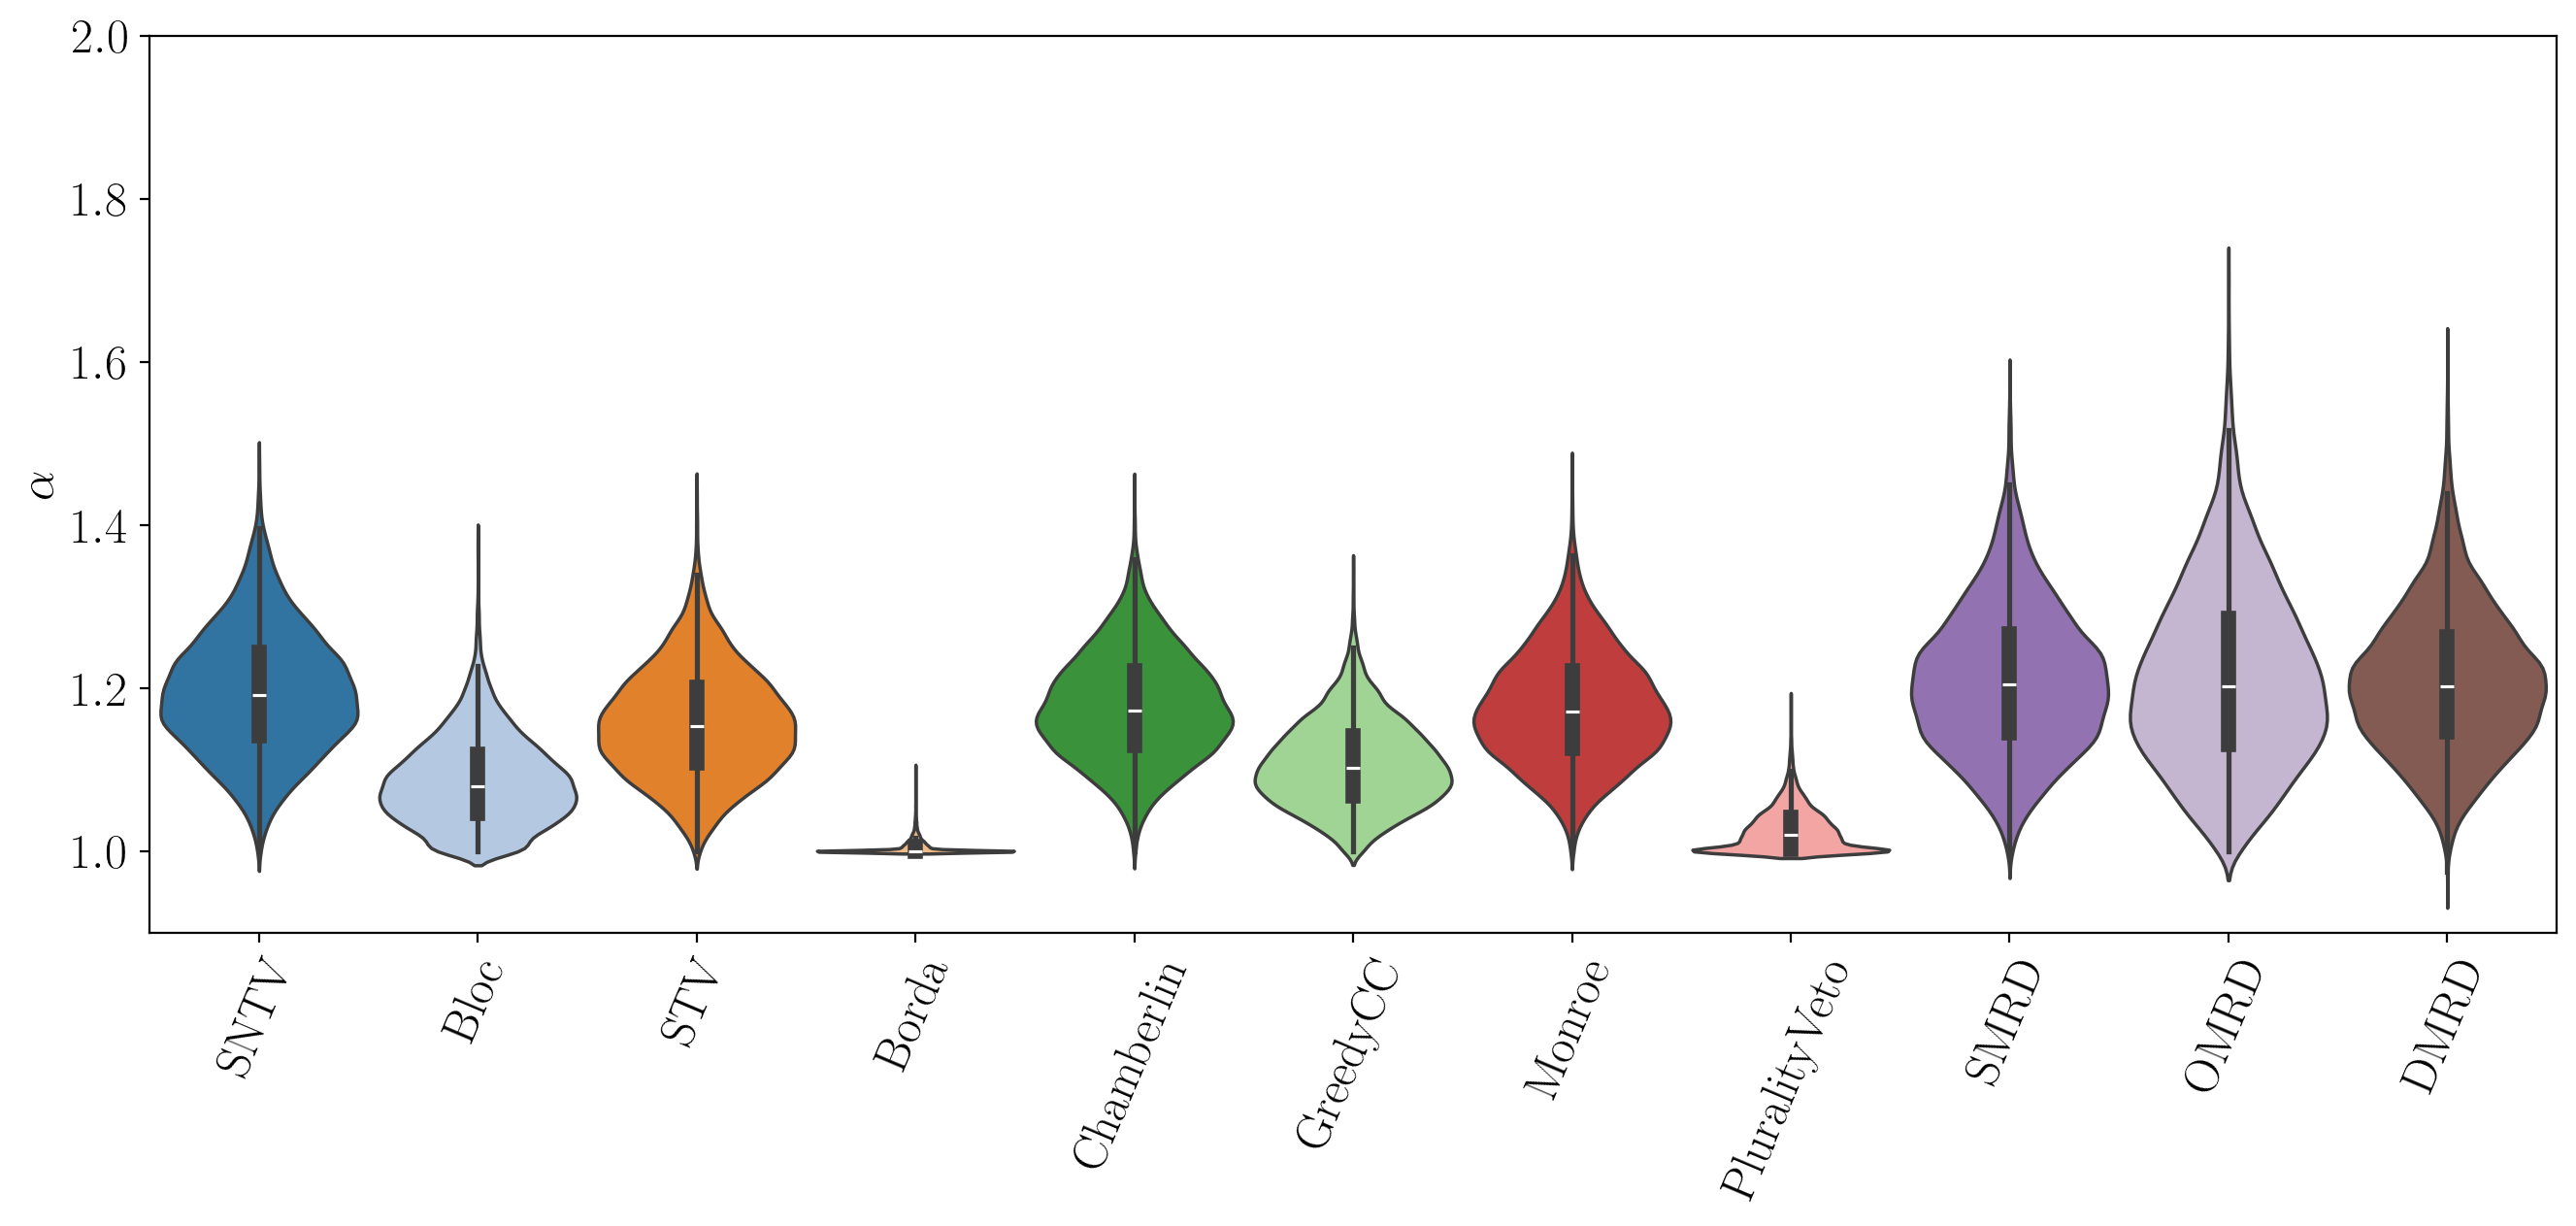 2.0
1.8
1.6
1.4
1.2
1.0
α
SNTV
Bloc
STV
Borda
Chamberlin
GreedyCC
Monroe
PluralityVeto
SMRD
OMRD
DMRD